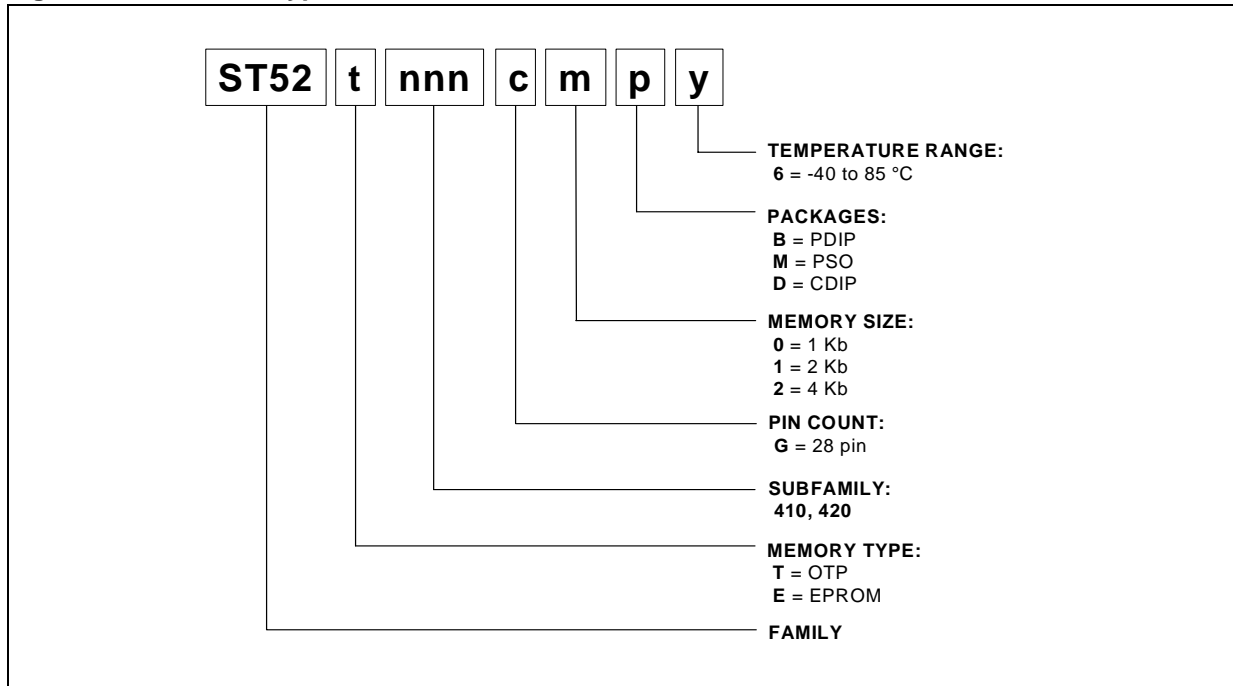 ST52 t nnn c m p y
TEMPERATURE RANGE:
6 = -40 to 85 °C
PACKAGES:
B = PDIP
M = PSO
D = CDIP
MEMORY SIZE:
0 = 1 Kb
1 = 2 Kb
2 = 4 Kb
PIN COUNT:
G = 28 pin
SUBFAMILY:
410, 420
MEMORY TYPE:
T = OTP
E = EPROM
FAMILY